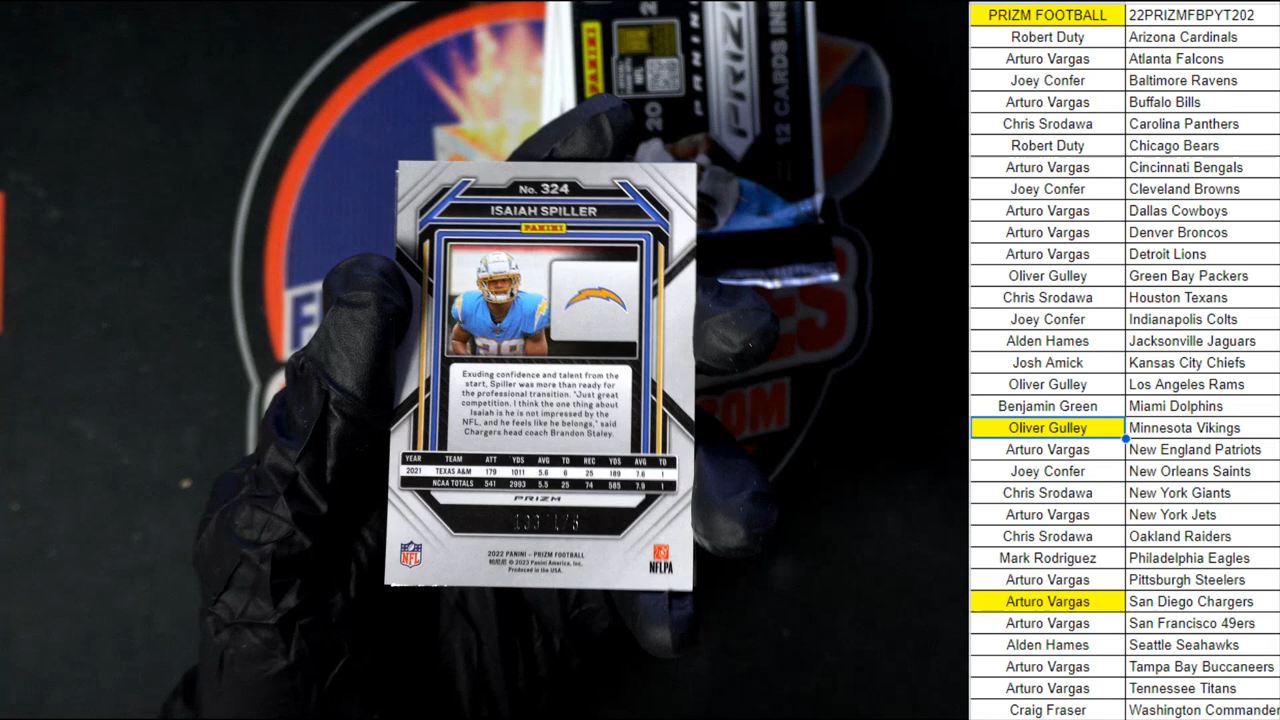 PANINI
20
PANINI
PRIZM
12 CARDS
No. 324
ISAIAH SPILLER
PANINI
Exuding confidence and talent from the
start, Spiller was more than ready for
the professional transition. "Just great
competition. I think the one thing about
Isaiah is he is not impressed by the
NFL, and he feels like he belongs," said
Chargers head coach Brandon Staley.
YEAR TEAM ATT YDS AVG TD REC YDS AVG TD
2021 TEXAS A&M 179 1011 5.6 6 25 189 7.6 1
NCAA TOTALS 541 2993 5.5 25 74 585 7.9 1
PRIZM
NFL
2022 PANINI – PRIZM FOOTBALL
帕尼尼 © 2023 Panini America, Inc.
Produced in the USA.
NFLPA
PRIZM FOOTBALL 22PRIZMFBPYT202
Robert Duty Arizona Cardinals
Arturo Vargas Atlanta Falcons
Joey Confer Baltimore Ravens
Arturo Vargas Buffalo Bills
Chris Srodawa Carolina Panthers
Robert Duty Chicago Bears
Arturo Vargas Cincinnati Bengals
Joey Confer Cleveland Browns
Arturo Vargas Dallas Cowboys
Arturo Vargas Denver Broncos
Arturo Vargas Detroit Lions
Oliver Gulley Green Bay Packers
Chris Srodawa Houston Texans
Joey Confer Indianapolis Colts
Alden Hames Jacksonville Jaguars
Josh Amick Kansas City Chiefs
Oliver Gulley Los Angeles Rams
Benjamin Green Miami Dolphins
Oliver Gulley Minnesota Vikings
Arturo Vargas New England Patriots
Joey Confer New Orleans Saints
Chris Srodawa New York Giants
Arturo Vargas New York Jets
Chris Srodawa Oakland Raiders
Mark Rodriguez Philadelphia Eagles
Arturo Vargas Pittsburgh Steelers
Arturo Vargas San Diego Chargers
Arturo Vargas San Francisco 49ers
Alden Hames Seattle Seahawks
Arturo Vargas Tampa Bay Buccaneers
Arturo Vargas Tennessee Titans
Craig Fraser Washington Commander